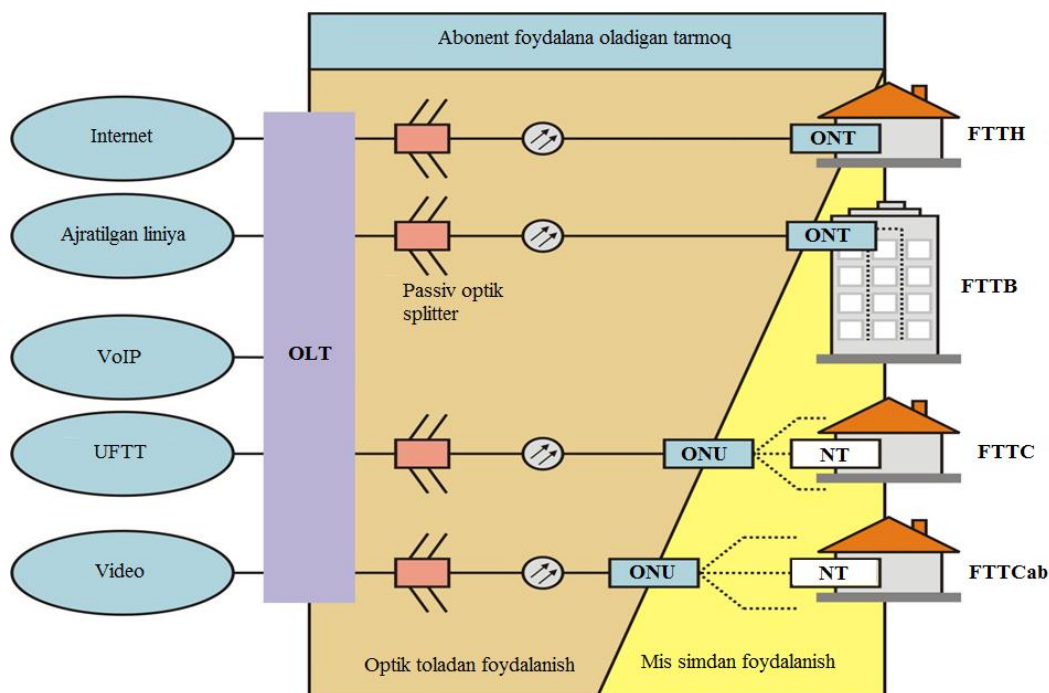 Abonent foydalana oladigan tarmoq
Internet
ONT
FTTH
Ajratilgan liniya
ONT
FTTB
Passiv optik
splitter
VoIP
OLT
UFTT
ONU
NT
FTTC
Video
ONU
NT
FTTCab
Optik toladan foydalanish
Mis simdan foydalanish